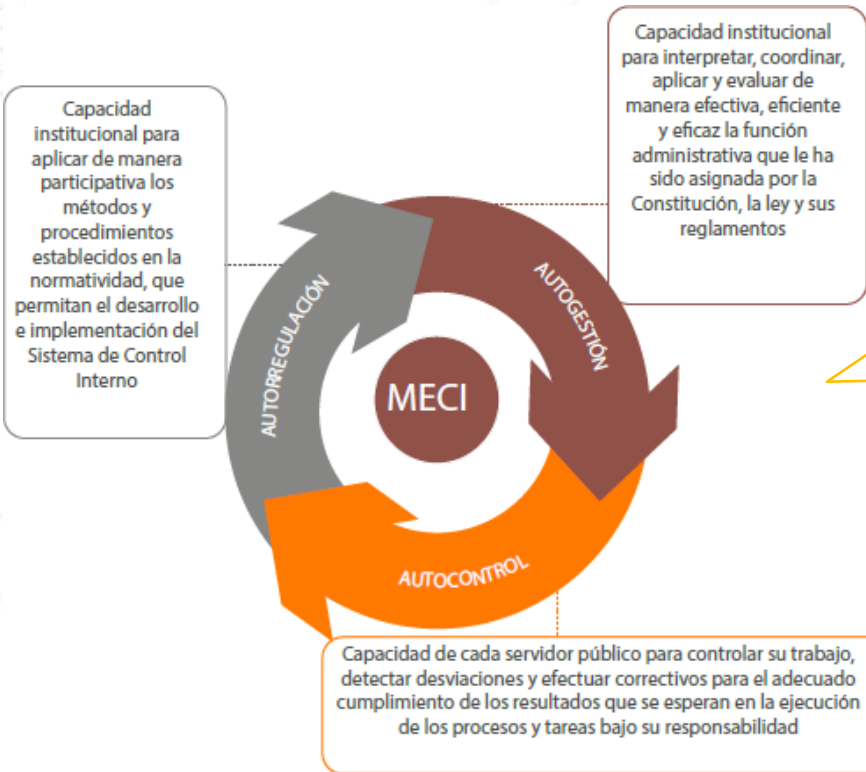 Capacidad institucional
para interpretar, coordinar,
aplicar y evaluar de
manera efectiva, eficiente
y eficaz la función
administrativa que le ha
sido asignada por la
Constitución, la ley y sus
reglamentos
Capacidad
institucional para
aplicar de manera
participativa los
métodos y
procedimientos
establecidos en la
normatividad, que
permitan el desarrollo
e implementación del
Sistema de Control
Interno
AUTORREGULACIÓN
AUTOGESTIÓN
MECI
AUTOCONTROL
Capacidad de cada servidor público para controlar su trabajo,
detectar desviaciones y efectuar correctivos para el adecuado
cumplimiento de los resultados que se esperan en la ejecución
de los procesos y tareas bajo su responsabilidad